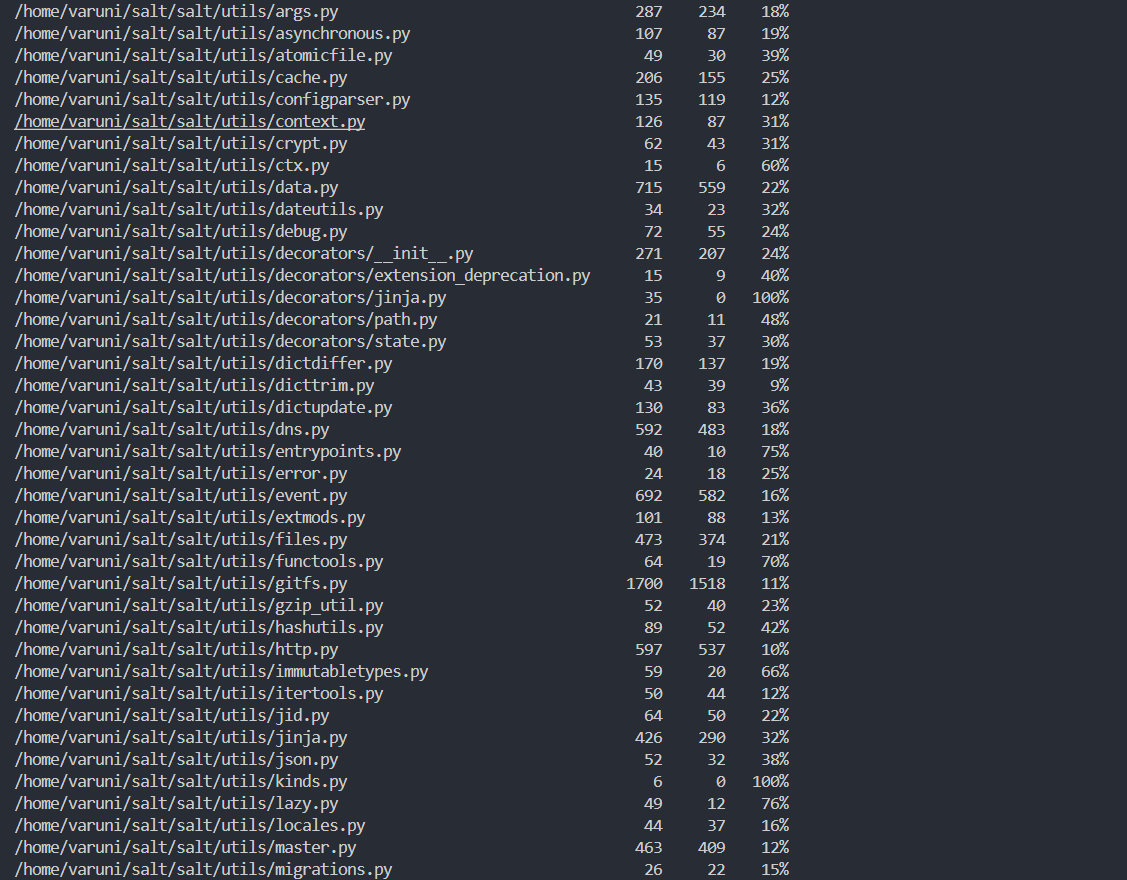 /home/varuni/salt/salt/utils/args.py 287 234 18%
/home/varuni/salt/salt/utils/asynchronous.py 107 87 19%
/home/varuni/salt/salt/utils/atomicfile.py 49 30 39%
/home/varuni/salt/salt/utils/cache.py 206 155 25%
/home/varuni/salt/salt/utils/configparser.py 135 119 12%
/home/varuni/salt/salt/utils/context.py 126 87 31%
/home/varuni/salt/salt/utils/crypt.py 62 43 31%
/home/varuni/salt/salt/utils/ctx.py 15 6 60%
/home/varuni/salt/salt/utils/data.py 715 559 22%
/home/varuni/salt/salt/utils/dateutils.py 34 23 32%
/home/varuni/salt/salt/utils/debug.py 72 55 24%
/home/varuni/salt/salt/utils/decorators/__init__.py 271 207 24%
/home/varuni/salt/salt/utils/decorators/extension_deprecation.py 15 9 40%
/home/varuni/salt/salt/utils/decorators/jinja.py 35 0 100%
/home/varuni/salt/salt/utils/decorators/path.py 21 11 48%
/home/varuni/salt/salt/utils/decorators/state.py 53 37 30%
/home/varuni/salt/salt/utils/dictdiffer.py 170 137 19%
/home/varuni/salt/salt/utils/dicttrim.py 43 39 9%
/home/varuni/salt/salt/utils/dictupdate.py 130 83 36%
/home/varuni/salt/salt/utils/dns.py 592 483 18%
/home/varuni/salt/salt/utils/entrypoints.py 40 10 75%
/home/varuni/salt/salt/utils/error.py 24 18 25%
/home/varuni/salt/salt/utils/event.py 692 582 16%
/home/varuni/salt/salt/utils/extmods.py 101 88 13%
/home/varuni/salt/salt/utils/files.py 473 374 21%
/home/varuni/salt/salt/utils/functools.py 64 19 70%
/home/varuni/salt/salt/utils/gitfs.py 1700 1518 11%
/home/varuni/salt/salt/utils/gzip_util.py 52 40 23%
/home/varuni/salt/salt/utils/hashutils.py 89 52 42%
/home/varuni/salt/salt/utils/http.py 597 537 10%
/home/varuni/salt/salt/utils/immutabletypes.py 59 20 66%
/home/varuni/salt/salt/utils/itertools.py 50 44 12%
/home/varuni/salt/salt/utils/jid.py 64 50 22%
/home/varuni/salt/salt/utils/jinja.py 426 290 32%
/home/varuni/salt/salt/utils/json.py 52 32 38%
/home/varuni/salt/salt/utils/kinds.py 6 0 100%
/home/varuni/salt/salt/utils/lazy.py 49 12 76%
/home/varuni/salt/salt/utils/locales.py 44 37 16%
/home/varuni/salt/salt/utils/master.py 463 409 12%
/home/varuni/salt/salt/utils/migrations.py 26 22 15%